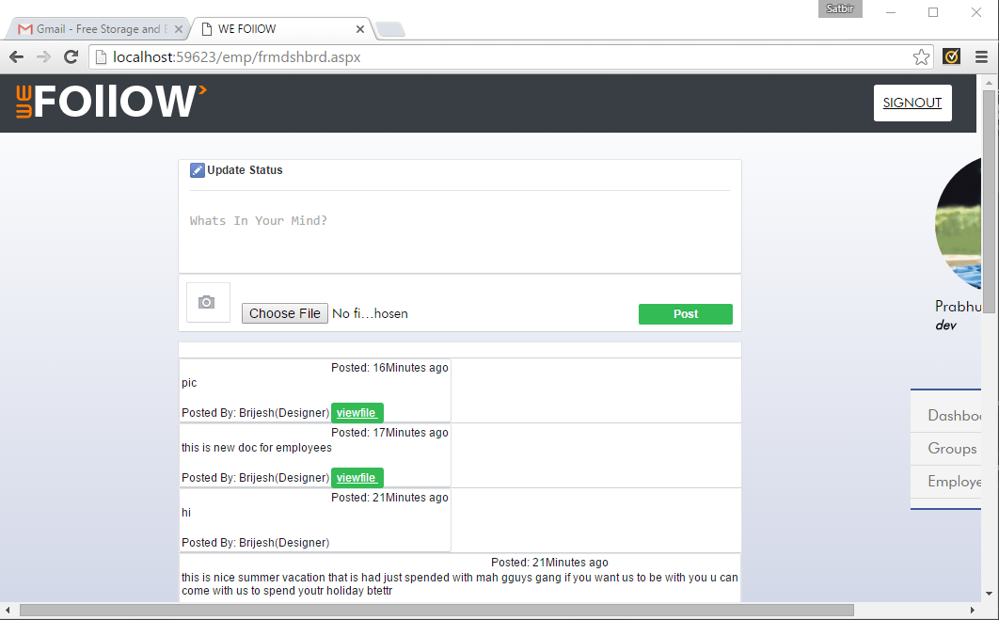 Satbir
Gmail - Free Storage and E
WE FOllOW
localhost:59623/emp/frmdshbrd.aspx
WE FOllOW
SIGNOUT
Update Status
Whats In Your Mind?
Choose File No fi...hosen
Post
Prabhu
dev
Posted: 16Minutes ago
pic
Posted By: Brijesh(Designer) viewfile
Posted: 17Minutes ago
this is new doc for employees
Posted By: Brijesh(Designer) viewfile
Posted: 21Minutes ago
hi
Posted By: Brijesh(Designer)
Posted: 21Minutes ago
this is nice summer vacation that is had just spended with mah gguys gang if you want us to be with you u can
come with us to spend youtr holiday btettr
Dashbo
Groups
Employe